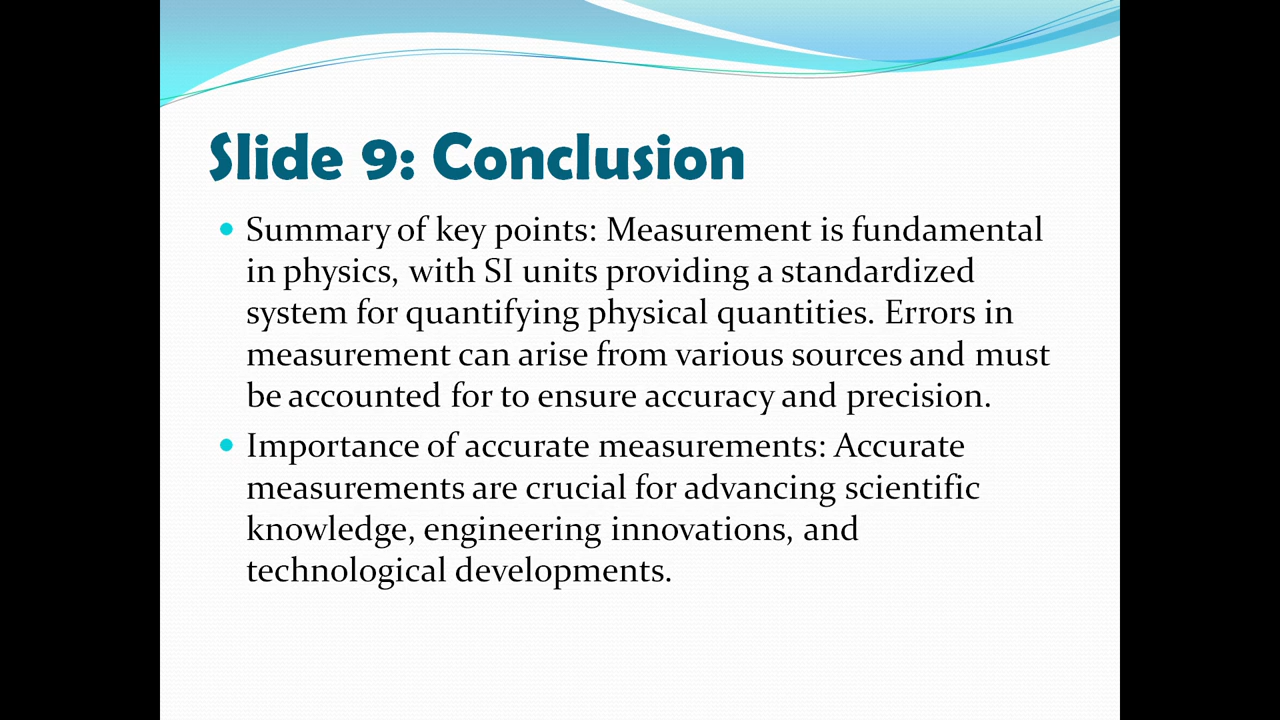 Slide 9: Conclusion
• Summary of key points: Measurement is fundamental
in physics, with SI units providing a standardized
system for quantifying physical quantities. Errors in
measurement can arise from various sources and must
be accounted for to ensure accuracy and precision.
• Importance of accurate measurements: Accurate
measurements are crucial for advancing scientific
knowledge, engineering innovations, and
technological developments.